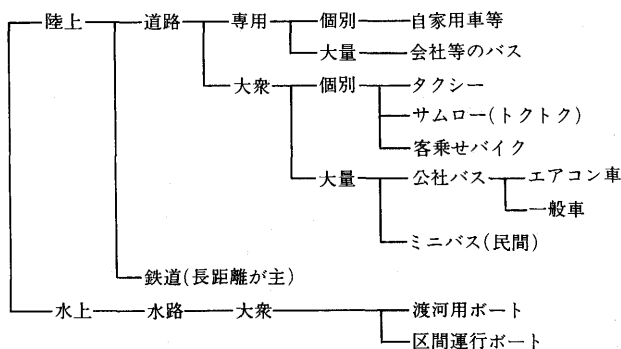 陸上 道路 専用 個別 自家用車等
大量 会社等のバス
大衆 個別 タクシー
サムロー(トクトク)
客乗せバイク
大量 公社バス エアコン車
一般車
ミニバス(民間)
鉄道(長距離が主)
水上 水路 大衆 渡河用ボート
区間運行ボート